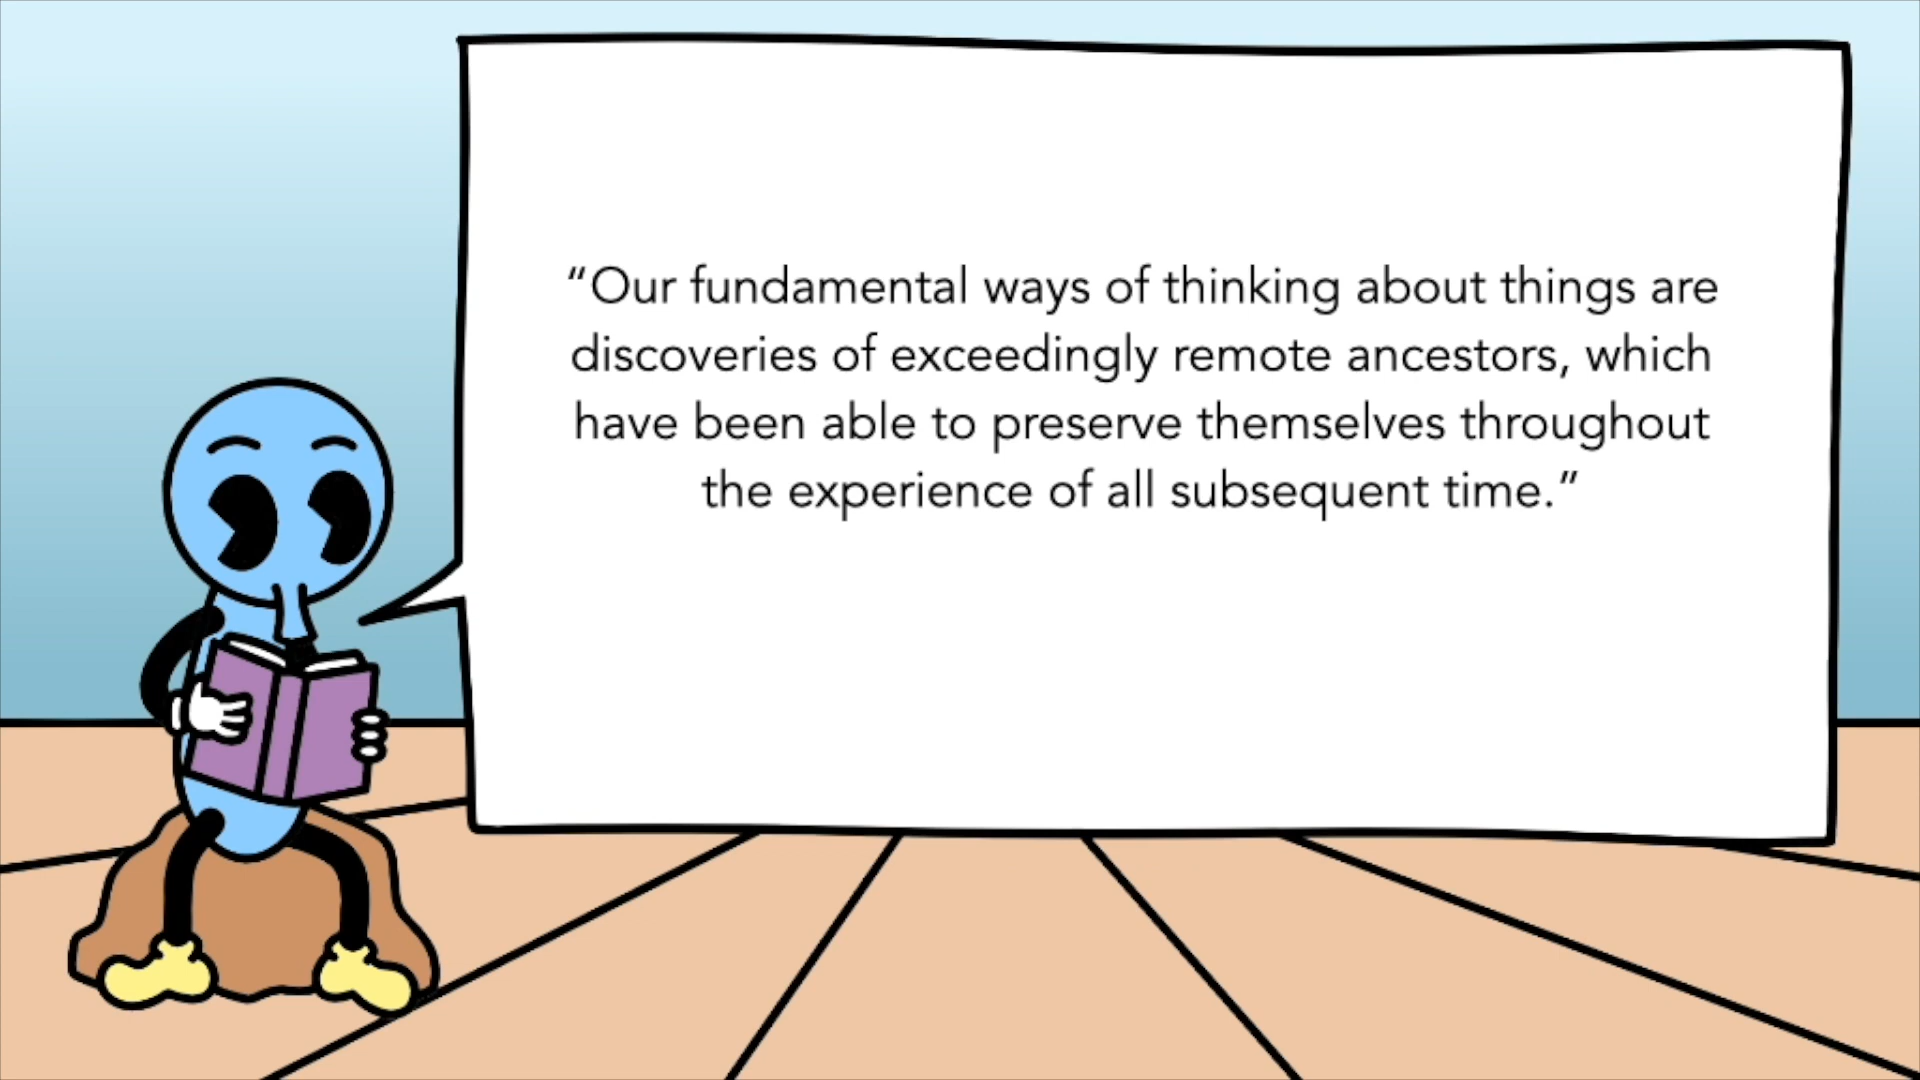 “Our fundamental ways of thinking about things are
discoveries of exceedingly remote ancestors, which
have been able to preserve themselves throughout
the experience of all subsequent time.”